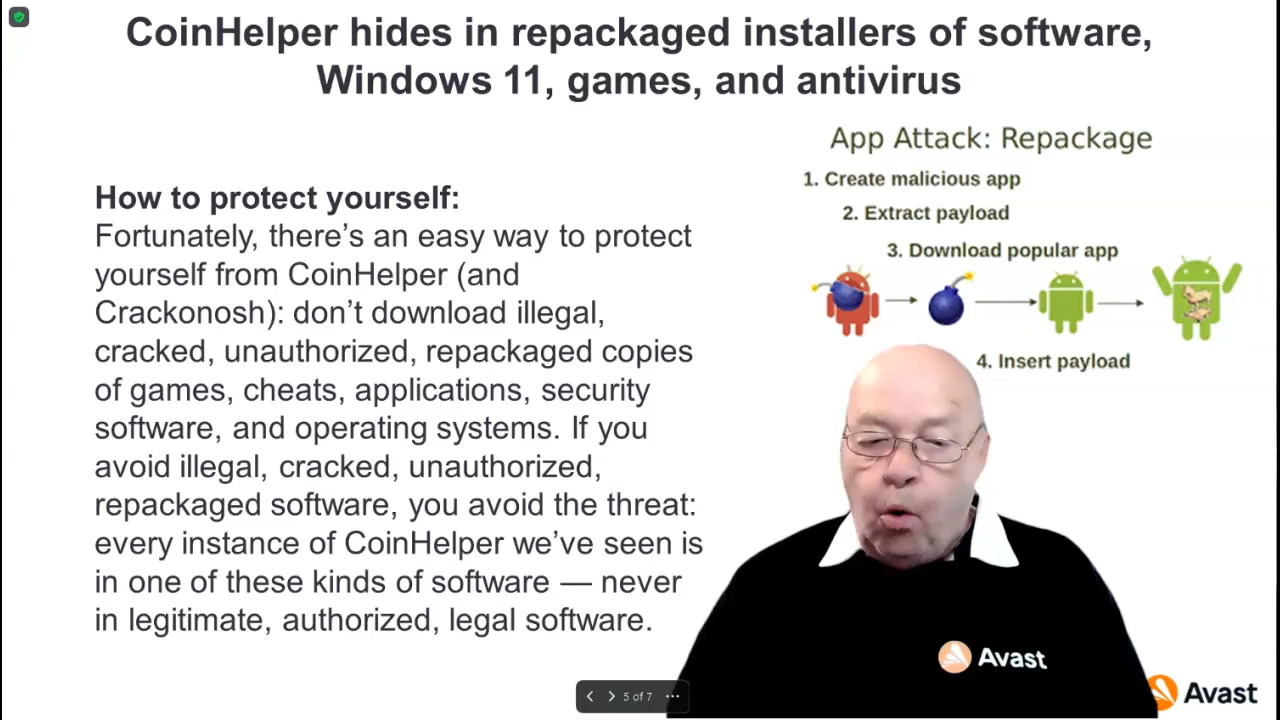 CoinHelper hides in repackaged installers of software,
Windows 11, games, and antivirus
App Attack: Repackage
1. Create malicious app
2. Extract payload
3. Download popular app
4. Insert payload
How to protect yourself:
Fortunately, there’s an easy way to protect
yourself from CoinHelper (and
Crackonosh): don’t download illegal,
cracked, unauthorized, repackaged copies
of games, cheats, applications, security
software, and operating systems. If you
avoid illegal, cracked, unauthorized,
repackaged software, you avoid the threat:
every instance of CoinHelper we’ve seen is
in one of these kinds of software — never
in legitimate, authorized, legal software.
Avast
Avast
5 of 7